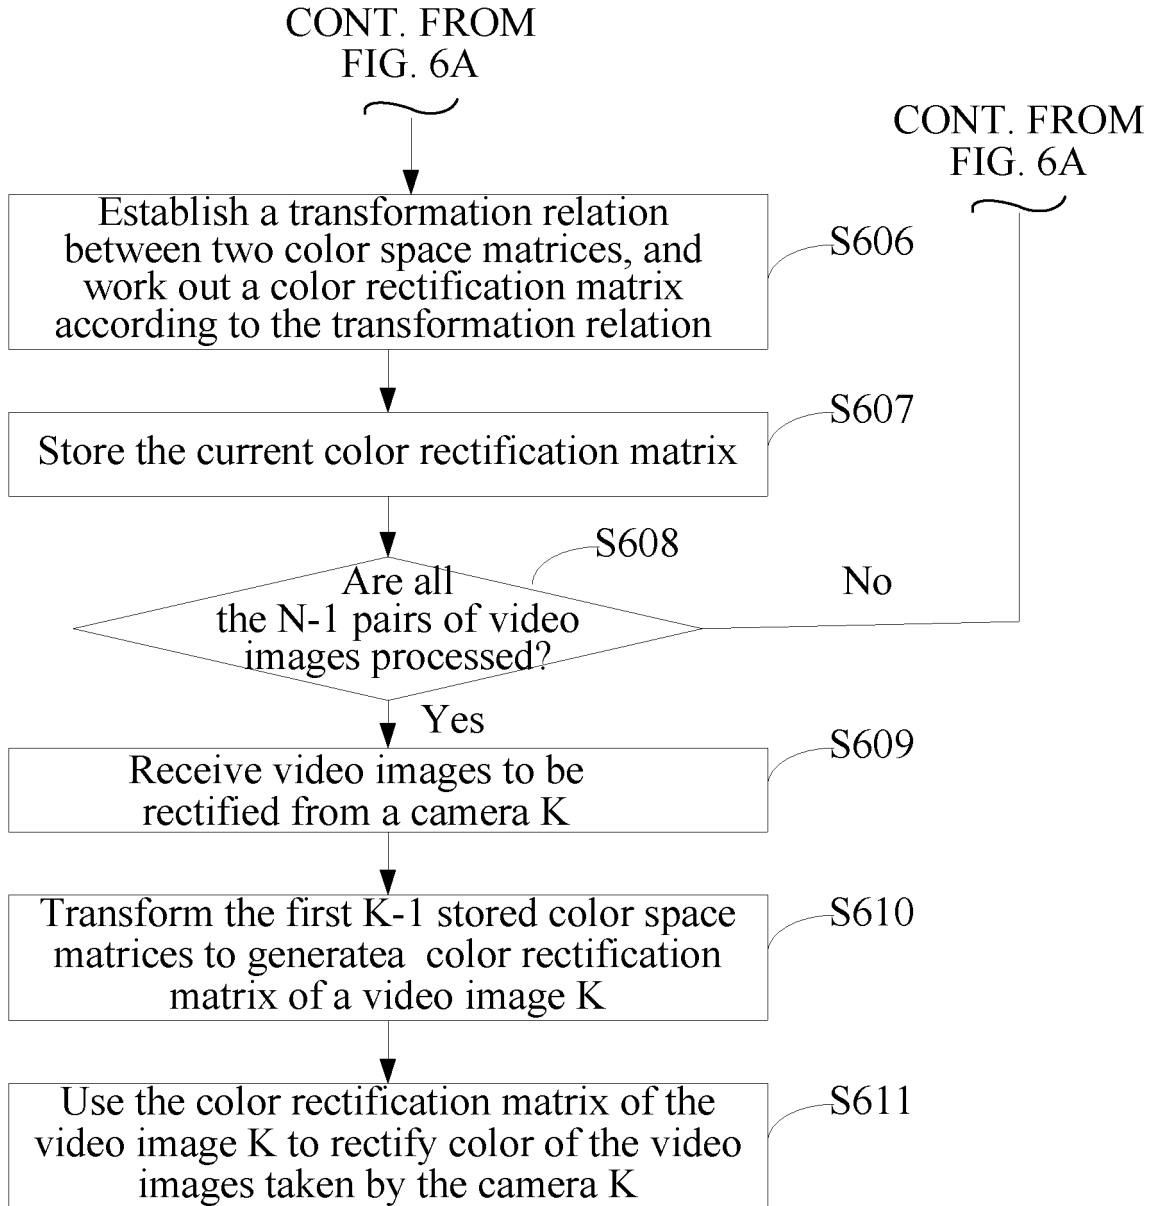 CONT. FROM
FIG. 6A
CONT. FROM
FIG. 6A
Establish a transformation relation
between two color space matrices, and
work out a color rectification matrix
according to the transformation relation
S606
Store the current color rectification matrix
S607
S608
Are all
the N-1 pairs of video
images processed?
No
Yes
Receive video images to be
rectified from a camera K
S609
Transform the first K-1 stored color space
matrices to generatea  color rectification
matrix of a video image K
S610
Use the color rectification matrix of the
video image K to rectify color of the video
images taken by the camera K
S611